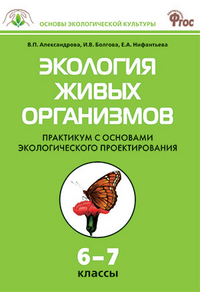 ОСНОВЫ ЭКОЛОГИЧЕСКОЙ КУЛЬТУРЫ
ФГОС
В.П. Александрова, И.В. Болгова, Е.А. Нифантьева
ЭКОЛОГИЯ
ЖИВЫХ
ОРГАНИЗМОВ
ПРАКТИКУМ С ОСНОВАМИ
ЭКОЛОГИЧЕСКОГО ПРОЕКТИРОВАНИЯ
6–7
классы